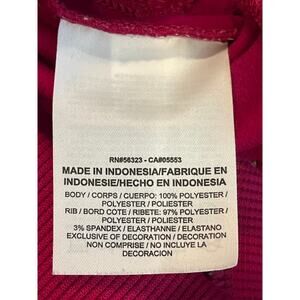 RN#56323 - CA#05553
MADE IN INDONESIA/FABRIQUE EN
INDONESIE/HECHO EN INDONESIA
BODY / CORPS / CUERPO: 100% POLYESTER /
POLYESTER / POLIESTER
RIB / BORD COTE / RIBETE: 97% POLYESTER /
POLYESTER / POLIESTER
3% SPANDEX / ELASTHANNE / ELASTANO
EXCLUSIVE OF DECORATION / DECORATION
NON COMPRISE / NO INCLUYE LA
DECORACION